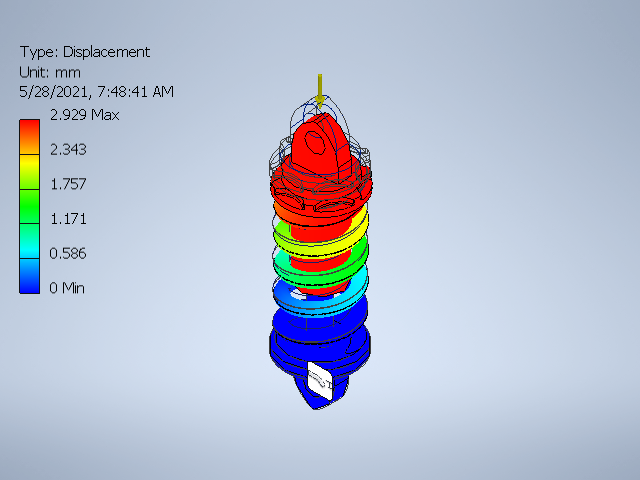 Type: Displacement
Unit: mm
5/28/2021, 7:48:41 AM
2.929 Max
2.343
1.757
1.171
0.586
0 Min